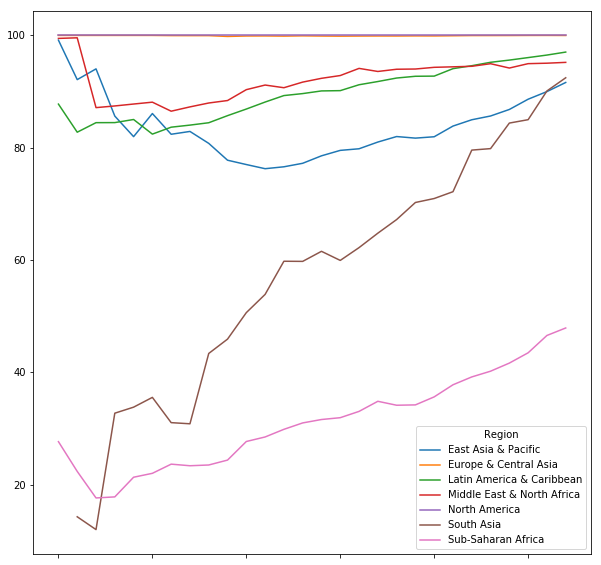 100
80
60
40
20
Region
East Asia & Pacific
Europe & Central Asia
Latin America & Caribbean
Middle East & North Africa
North America
South Asia
Sub-Saharan Africa